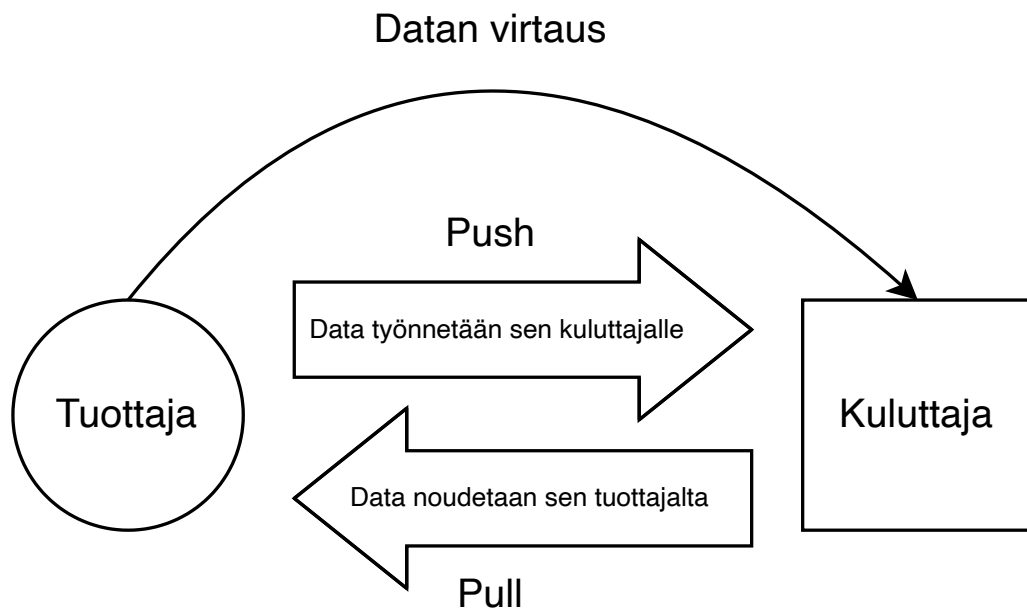 Datan virtaus
Push
Data työnnetään sen kuluttajalle
Tuottaja
Kuluttaja
Data noudetaan sen tuottajalta
Pull